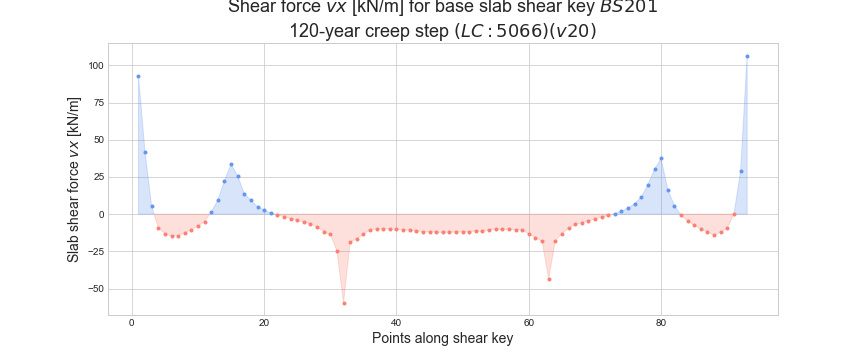 Shear force vx [kN/m] for base slab shear key BS201
120-year creep step (LC : 5066)(v20)
Slab shear force vx [kN/m]
100
75
50
25
0
−25
−50
0 20 40 60 80
Points along shear key